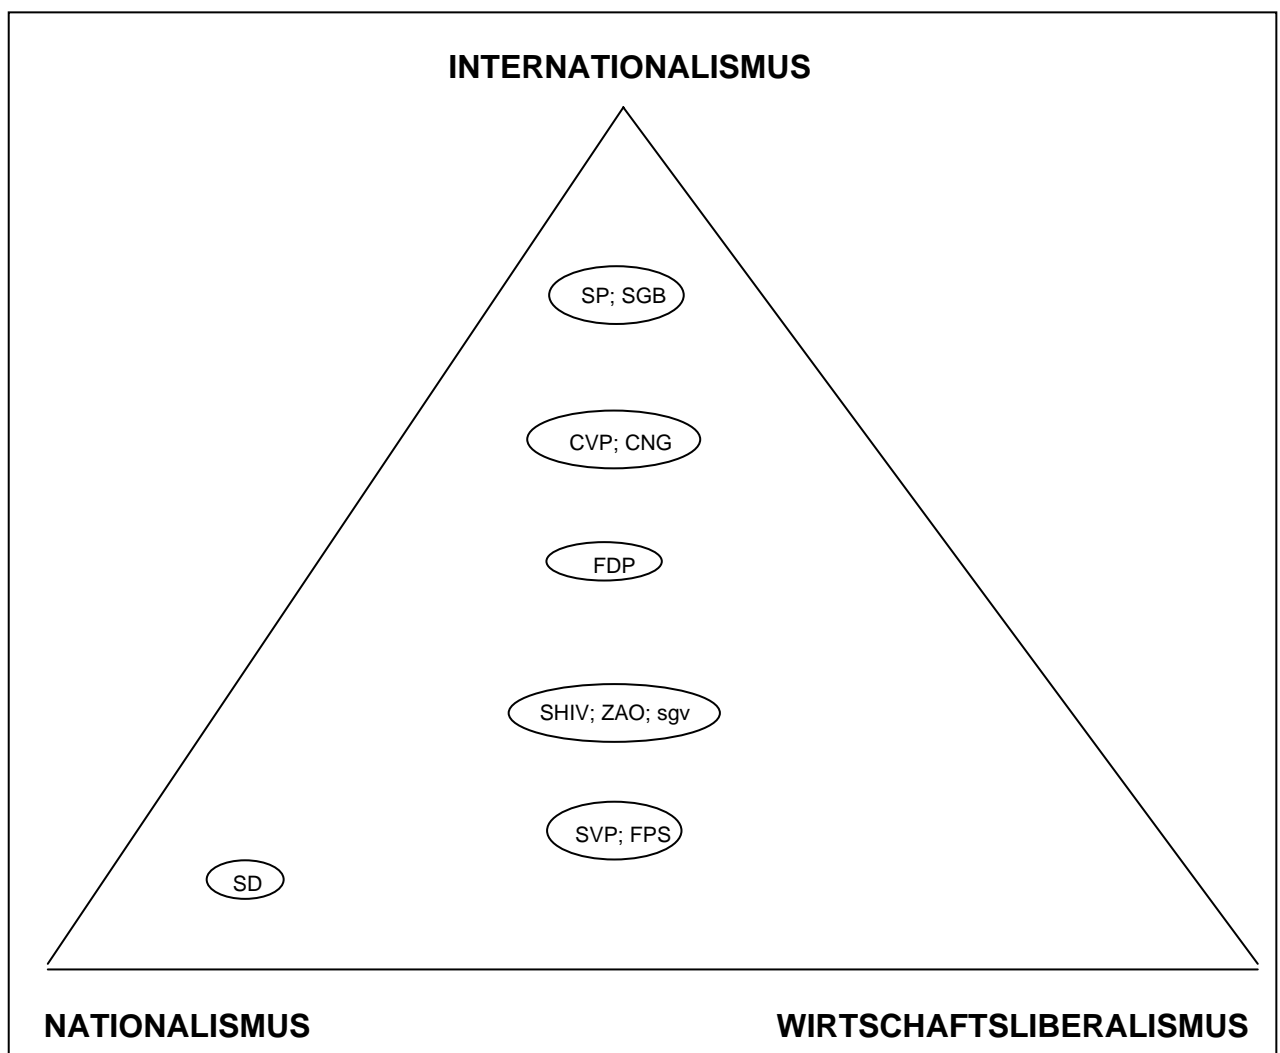 INTERNATIONALISMUS
SP; SGB
CVP; CNG
FDP
SHIV; ZAO; sgv
SVP; FPS
SD
NATIONALISMUS
WIRTSCHAFTSLIBERALISMUS